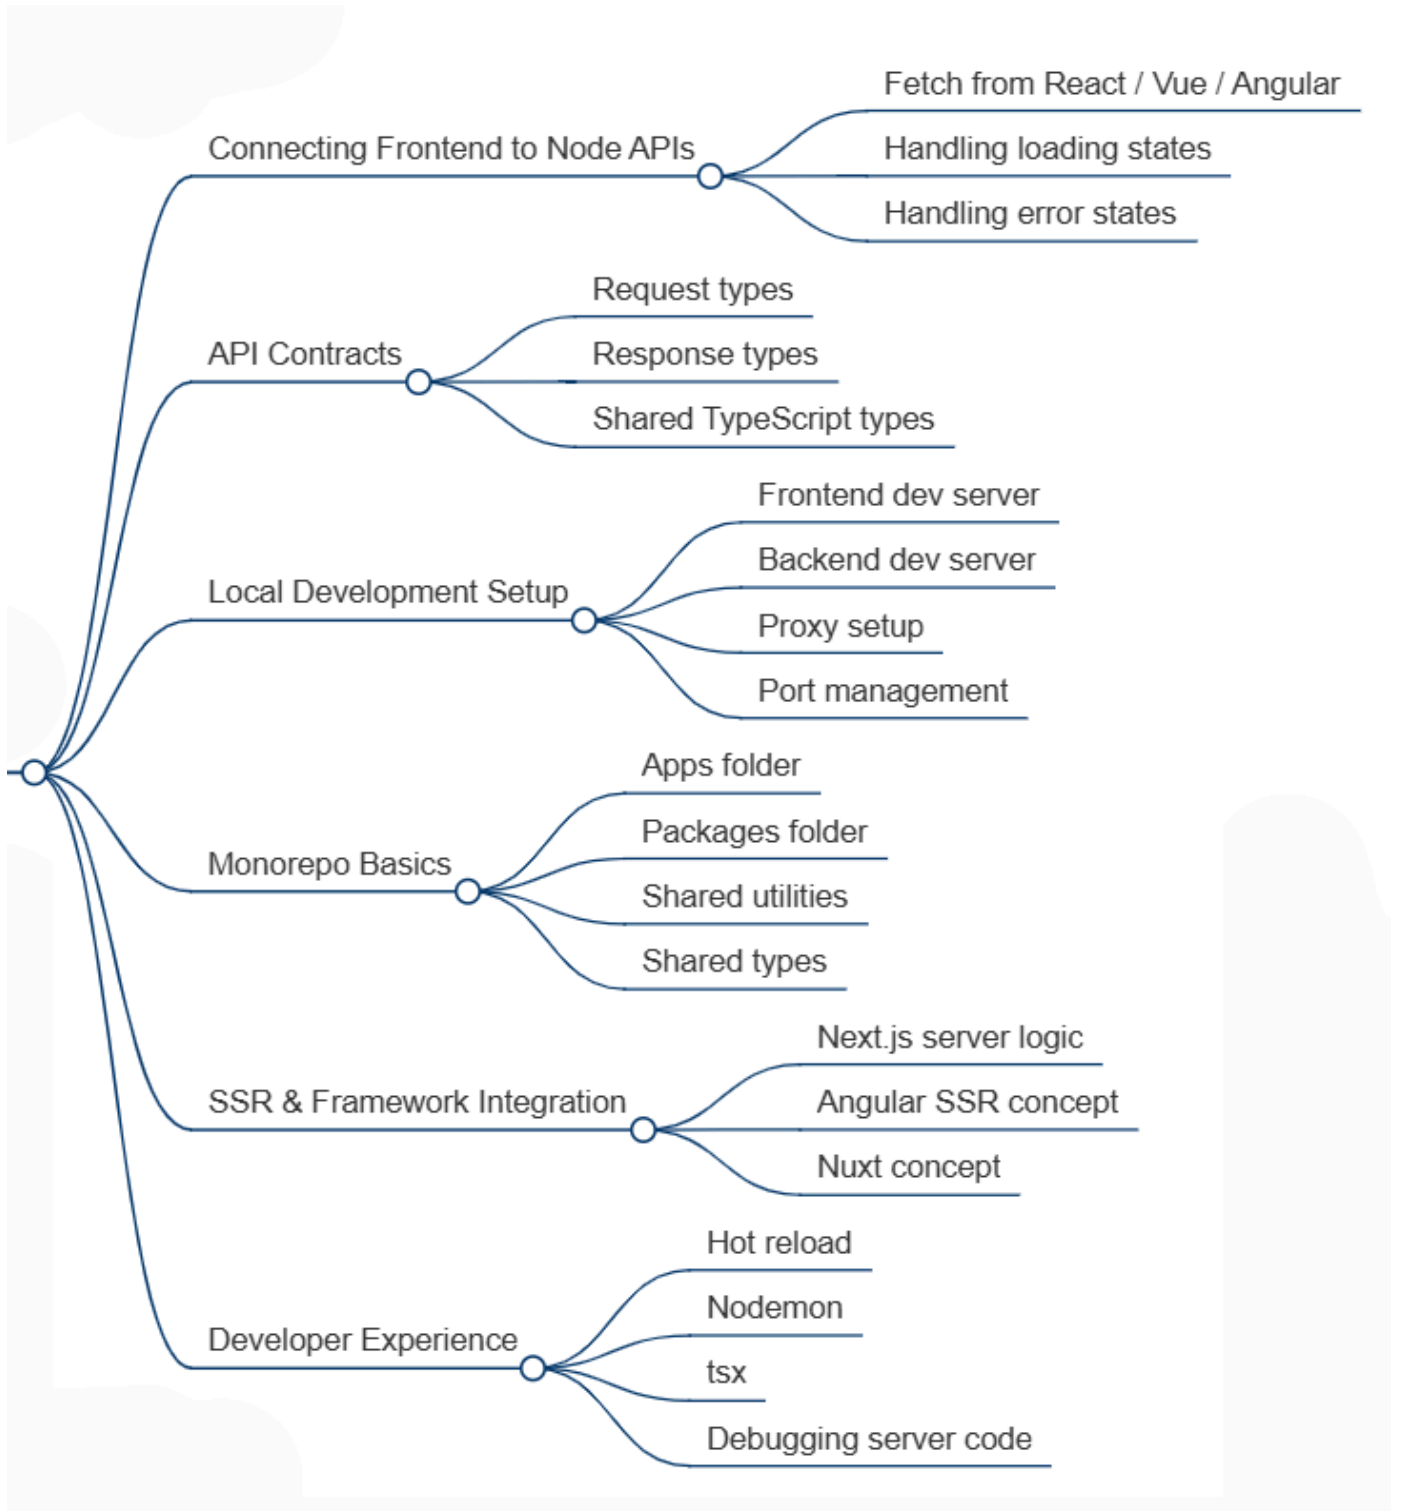 Connecting Frontend to Node APIs
Fetch from React / Vue / Angular
Handling loading states
Handling error states
API Contracts
Request types
Response types
Shared TypeScript types
Local Development Setup
Frontend dev server
Backend dev server
Proxy setup
Port management
Monorepo Basics
Apps folder
Packages folder
Shared utilities
Shared types
SSR & Framework Integration
Next.js server logic
Angular SSR concept
Nuxt concept
Developer Experience
Hot reload
Nodemon
tsx
Debugging server code